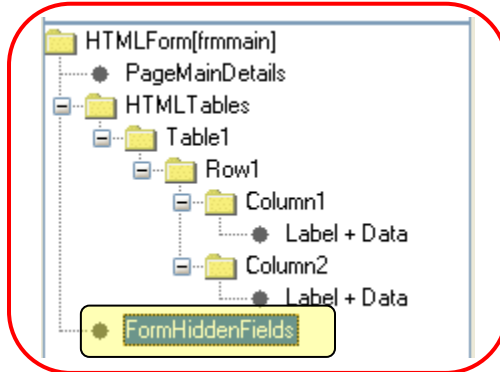 HTMLForm[frmmain]
PageMainDetails
HTMLTables
Table1
Row1
Column1
Label + Data
Column2
Label + Data
FormHiddenFields